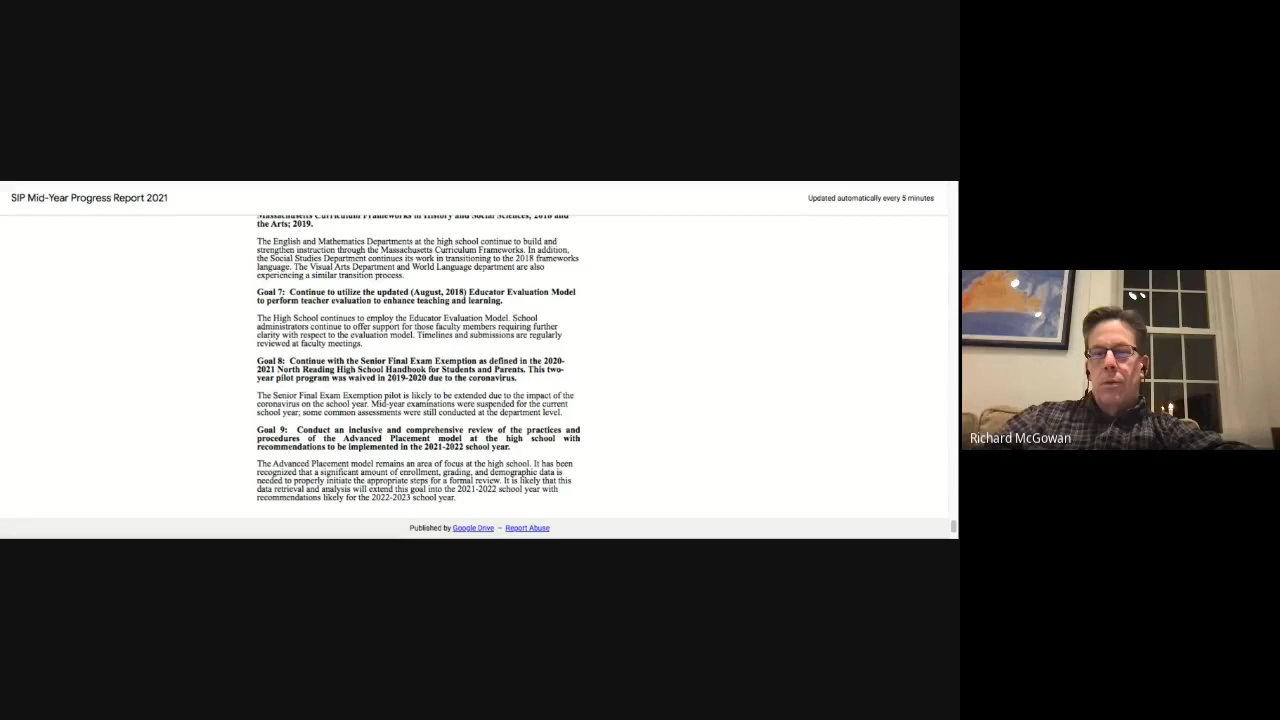 SIP Mid-Year Progress Report 2021
Updated automatically every 5 minutes
Massachusetts Curriculum Frameworks in History and Social Sciences, 2018 and
the Arts; 2019.
The English and Mathematics Departments at the high school continue to build and
strengthen instruction through the Massachusetts Curriculum Frameworks. In addition,
the Social Studies Department continues its work in transitioning to the 2018 frameworks
language. The Visual Arts Department and World Language department are also
experiencing a similar transition process.
Goal 7: Continue to utilize the updated (August, 2018) Educator Evaluation Model
to perform teacher evaluation to enhance teaching and learning.
The High School continues to employ the Educator Evaluation Model. School
administrators continue to offer support for those faculty members requiring further
clarity with respect to the evaluation model. Timelines and submissions are regularly
reviewed at faculty meetings.
Goal 8: Continue with the Senior Final Exam Exemption as defined in the 2020-
2021 North Reading High School Handbook for Students and Parents. This two-
year pilot program was waived in 2019-2020 due to the coronavirus.
The Senior Final Exam Exemption pilot is likely to be extended due to the impact of the
coronavirus on the school year. Mid-year examinations were suspended for the current
school year; some common assessments were still conducted at the department level.
Goal 9: Conduct an inclusive and comprehensive review of the practices and
procedures of the Advanced Placement model at the high school with
recommendations to be implemented in the 2021-2022 school year.
The Advanced Placement model remains an area of focus at the high school. It has been
recognized that a significant amount of enrollment, grading, and demographic data is
needed to properly initiate the appropriate steps for a formal review. It is likely that this
data retrieval and analysis will extend this goal into the 2021-2022 school year with
recommendations likely for the 2022-2023 school year.
Published by Google Drive – Report Abuse
Richard McGowan